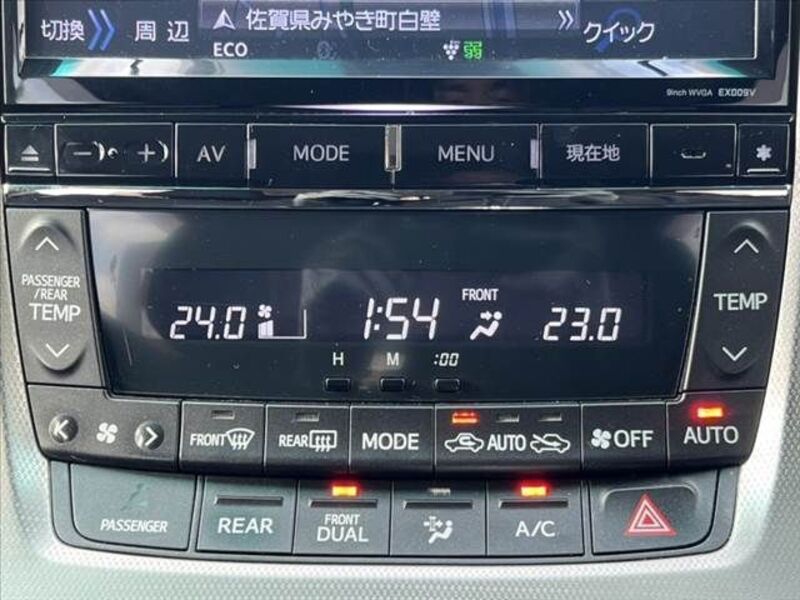 切換 周辺 佐賀県みやき町白壁 クイック
ECO 弱
9inch WVGA EX009V
AV MODE MENU 現在地
PASSENGER
/REAR
TEMP
24.0 1:54 FRONT 23.0
TEMP
H M :00
FRONT REAR MODE AUTO OFF AUTO
PASSENGER REAR FRONT
DUAL A/C